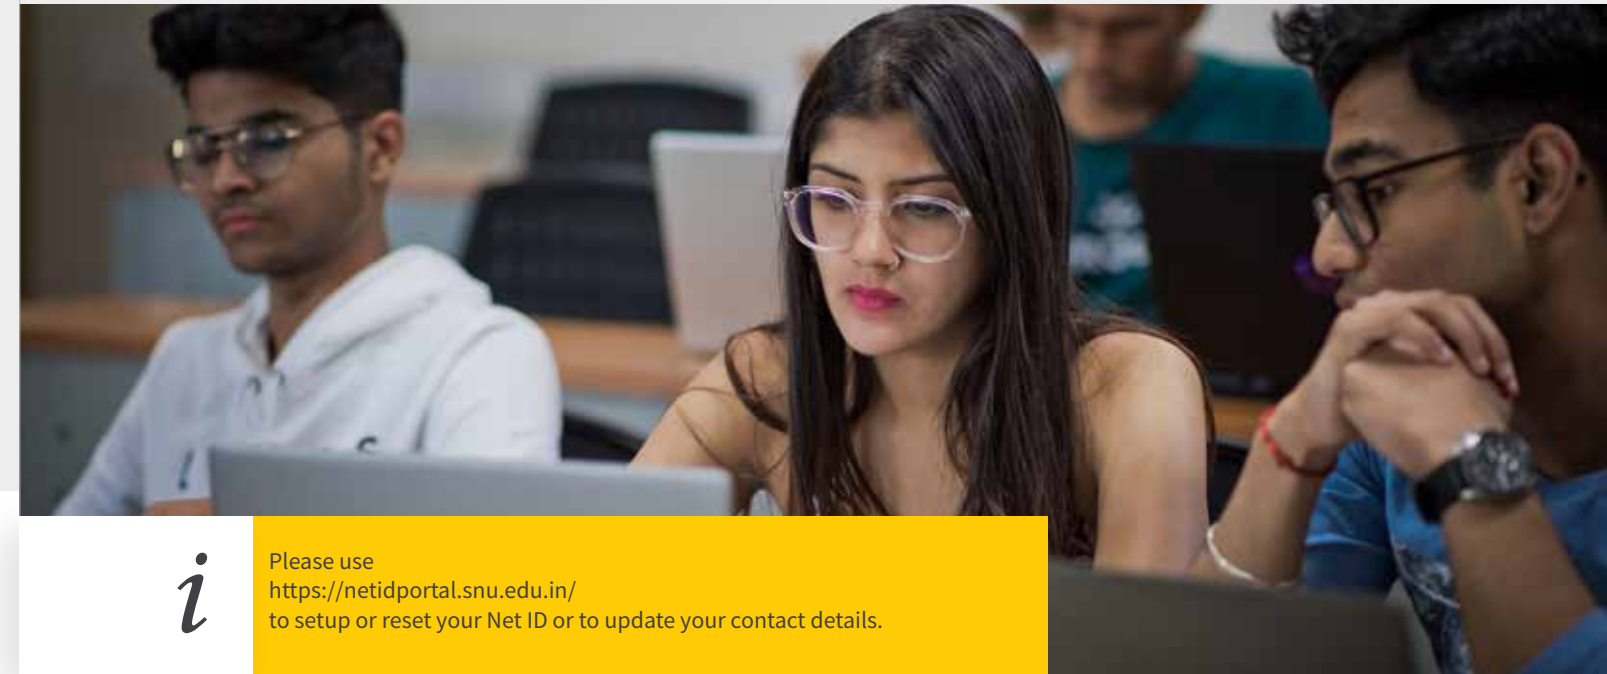 i
Please use
https://netidportal.snu.edu.in/
to setup or reset your Net ID or to update your contact details.